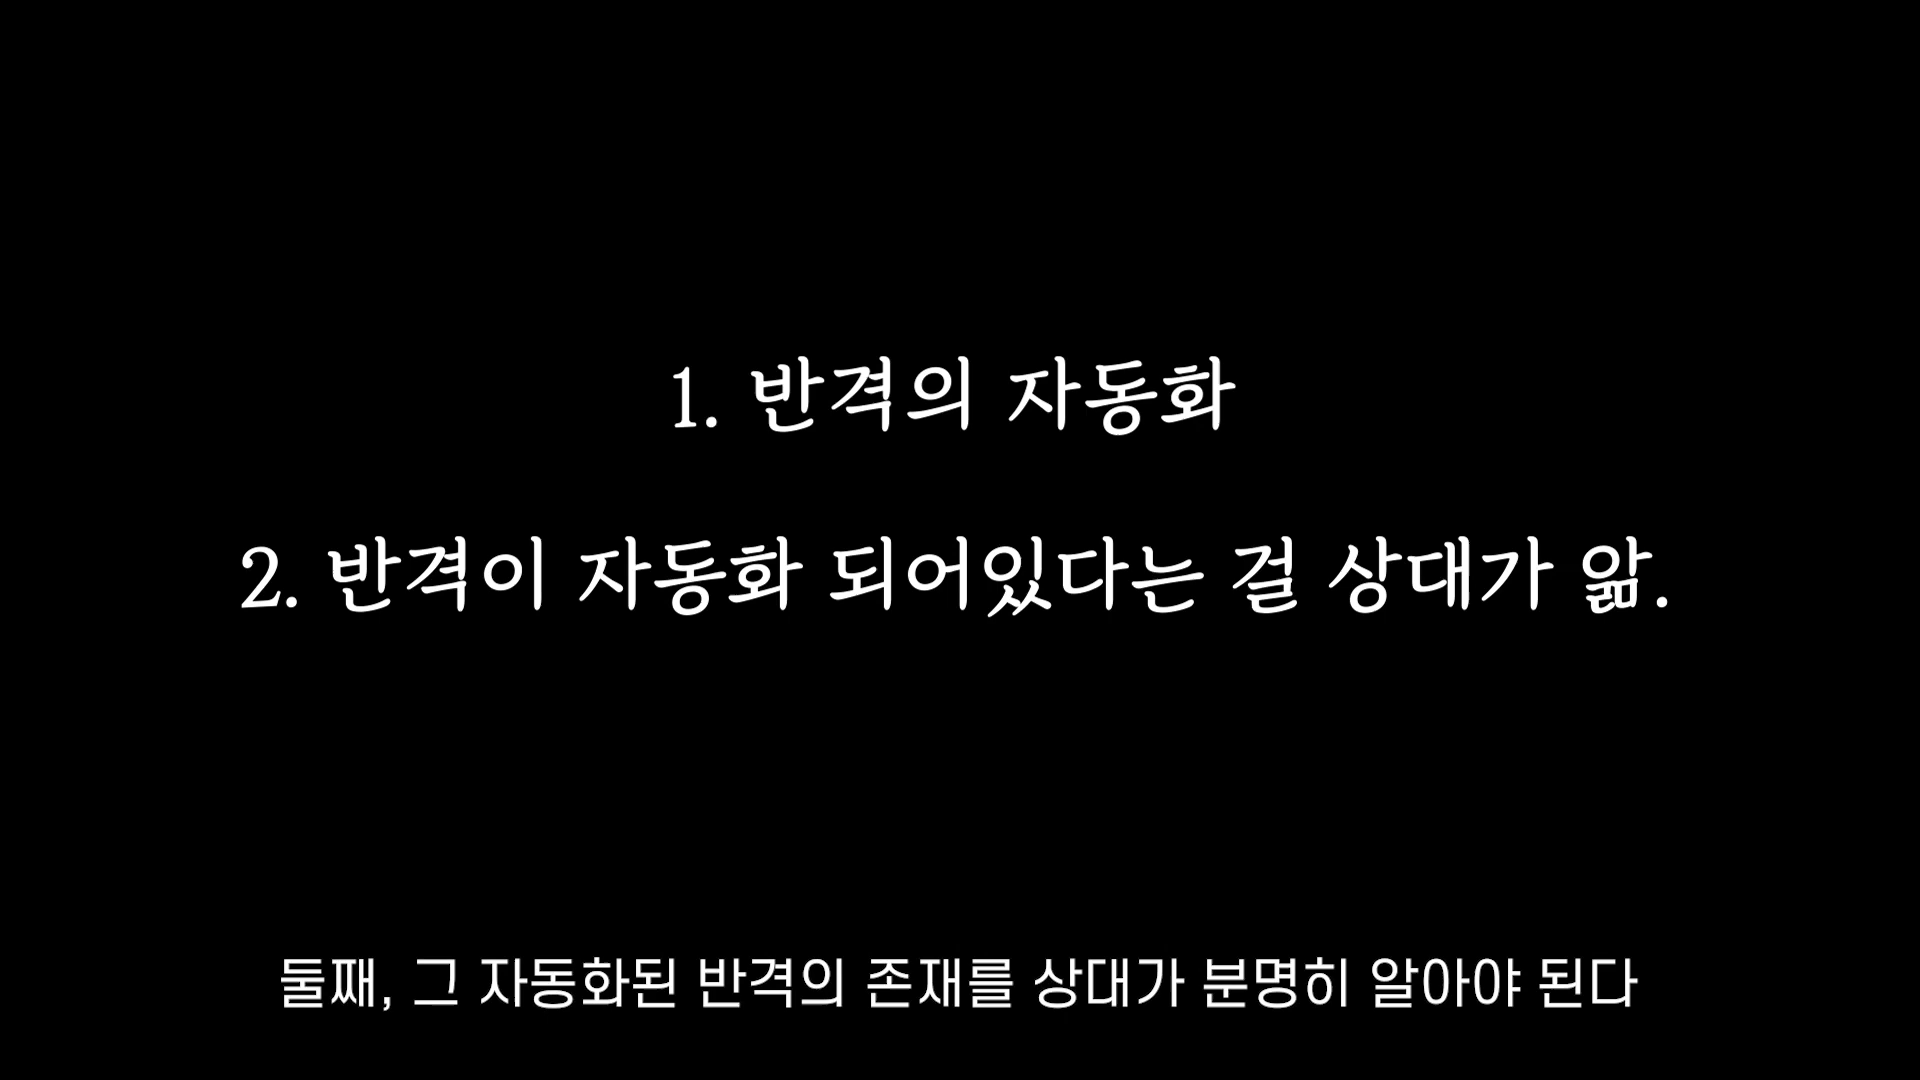 1. 반격의 자동화
2. 반격이 자동화 되어있다는 걸 상대가 앎.
둘째, 그 자동화된 반격의 존재를 상대가 분명히 알아야 된다